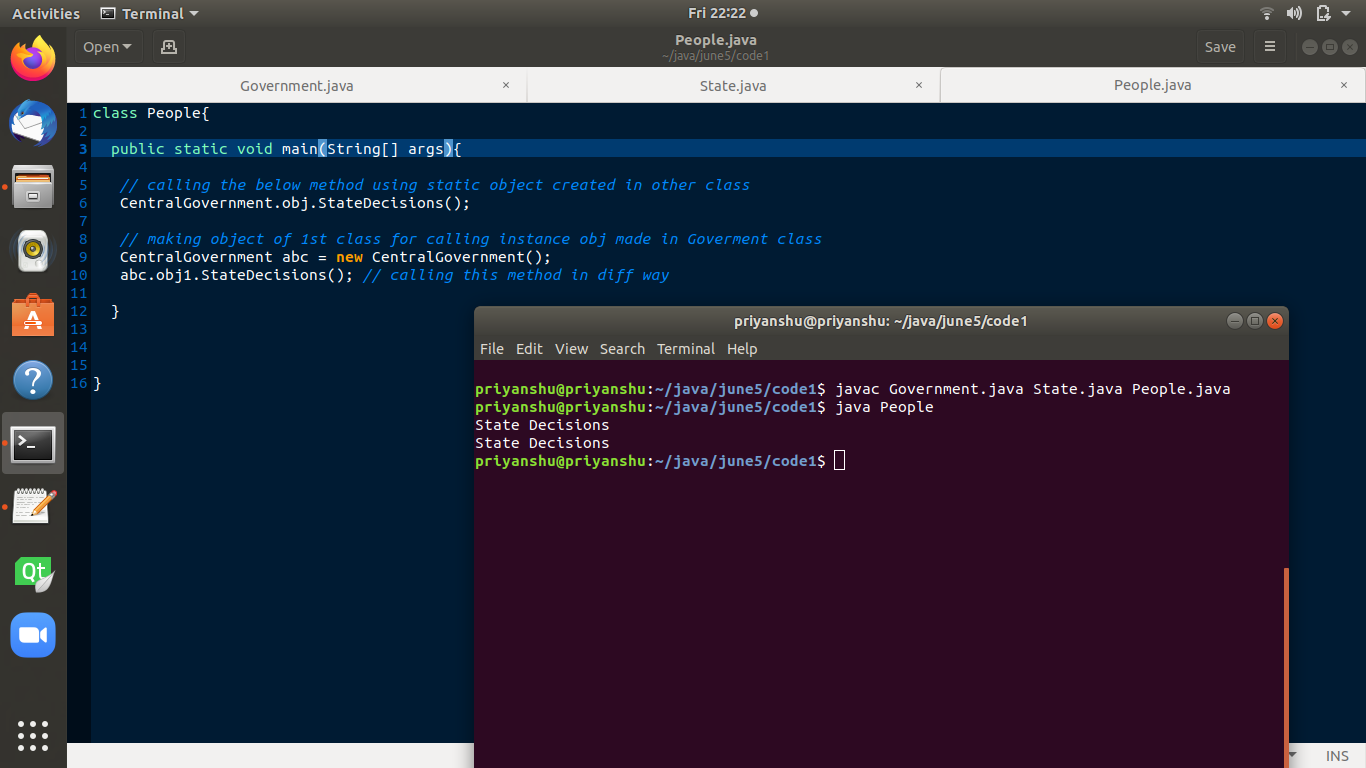 Activities Terminal Fri 22:22
Open People.java Save
~/java/june5/code1
Government.java × State.java × People.java ×
1 class People{
2
3 public static void main(String[] args){
4
5 // calling the below method using static object created in other class
6 CentralGovernment.obj.StateDecisions();
7
8 // making object of 1st class for calling instance obj made in Goverment class
9 CentralGovernment abc = new CentralGovernment();
10 abc.obj1.StateDecisions(); // calling this method in diff way
11
12 }
13
14
15
16 }
priyanshu@priyanshu: ~/java/june5/code1
File Edit View Search Terminal Help
priyanshu@priyanshu:~/java/june5/code1$ javac Government.java State.java People.java
priyanshu@priyanshu:~/java/june5/code1$ java People
State Decisions
State Decisions
priyanshu@priyanshu:~/java/june5/code1$
Qt
INS